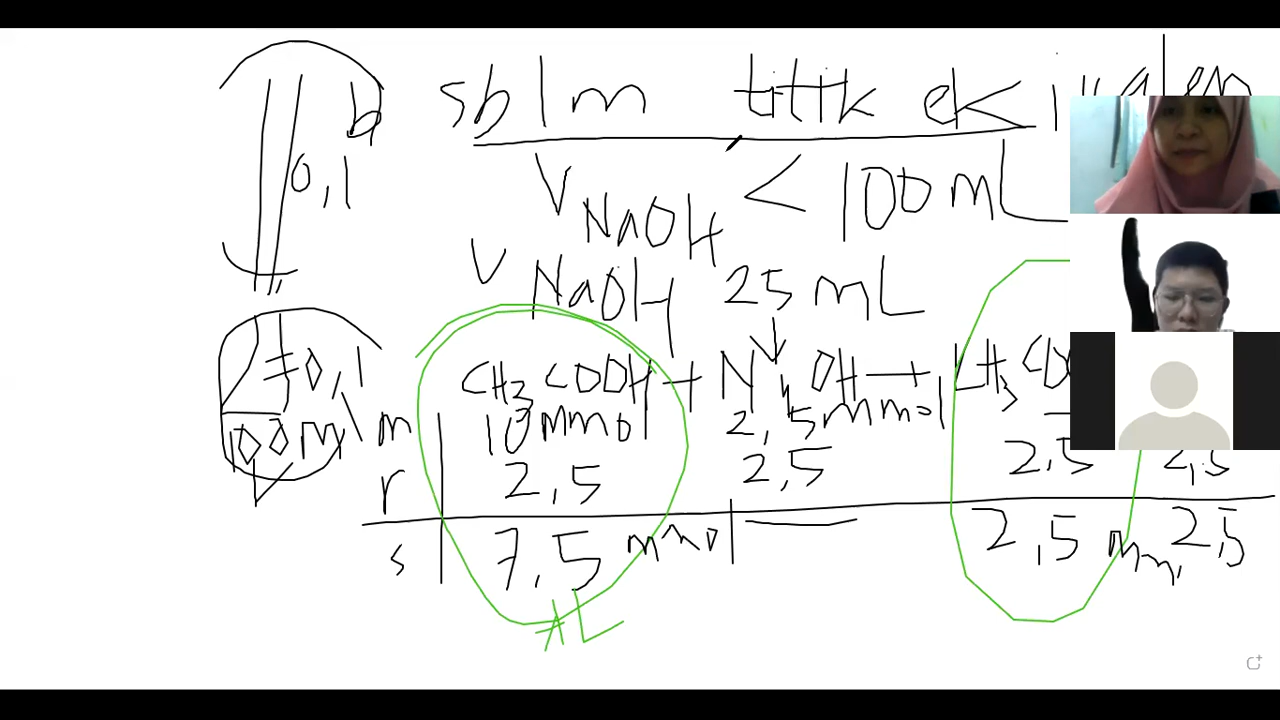 b
sblm titik ekivalen
0,1
V NaOH < 100 mL
V NaOH 25 mL
= 0,1
100 ml
CH3COOH + N OH → CH3COO
m 10 mmol 2,5 mmol
r 2,5 2,5 2,5 2,5
s 7,5 mmol 2,5 mm 2,5
AL